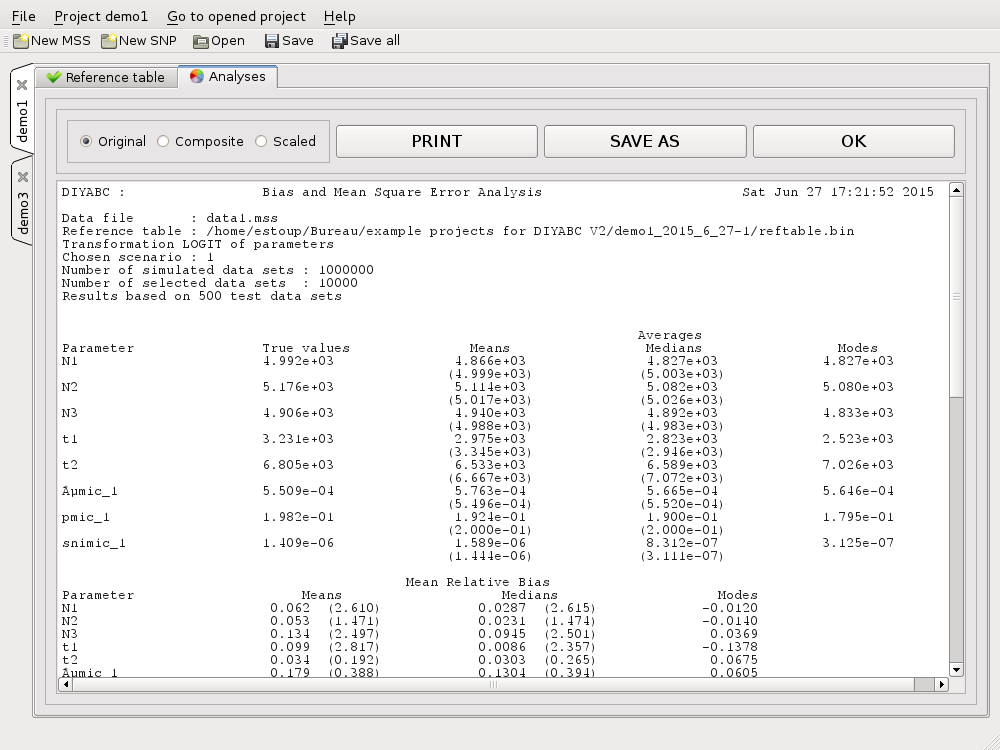 File Project demo1 Go to opened project Help
New MSS New SNP Open Save Save all
Reference table Analyses
demo1
demo3
Original Composite Scaled PRINT SAVE AS OK
DIYABC : Bias and Mean Square Error Analysis Sat Jun 27 17:21:52 2015
Data file : data1.mss
Reference table : /home/estoup/Bureau/example projects for DIYABC V2/demo1_2015_6_27-1/reftable.bin
Transformation LOGIT of parameters
Chosen scenario : 1
Number of simulated data sets : 1000000
Number of selected data sets : 10000
Results based on 500 test data sets
Averages
Parameter True values Means Medians Modes
N1 4.992e+03 4.866e+03 4.827e+03 4.827e+03
(4.999e+03) (5.003e+03)
N2 5.176e+03 5.114e+03 5.082e+03 5.080e+03
(5.017e+03) (5.026e+03)
N3 4.906e+03 4.940e+03 4.892e+03 4.833e+03
(4.988e+03) (4.983e+03)
t1 3.231e+03 2.975e+03 2.823e+03 2.523e+03
(3.345e+03) (2.946e+03)
t2 6.805e+03 6.533e+03 6.589e+03 7.026e+03
(6.667e+03) (7.072e+03)
Âµmic_1 5.509e-04 5.763e-04 5.665e-04 5.646e-04
(5.496e-04) (5.520e-04)
pmic_1 1.982e-01 1.924e-01 1.900e-01 1.795e-01
(2.000e-01) (2.000e-01)
snimic_1 1.409e-06 1.589e-06 8.312e-07 3.125e-07
(1.444e-06) (3.111e-07)
Mean Relative Bias
Parameter Means Medians Modes
N1 0.062 (2.610) 0.0287 (2.615) -0.0120
N2 0.053 (1.471) 0.0231 (1.474) -0.0140
N3 0.134 (2.497) 0.0945 (2.501) 0.0369
t1 0.099 (2.817) 0.0086 (2.357) -0.1378
t2 0.034 (0.192) 0.0303 (0.265) 0.0675
Âµmic_1 0.179 (0.388) 0.1304 (0.394) 0.0605